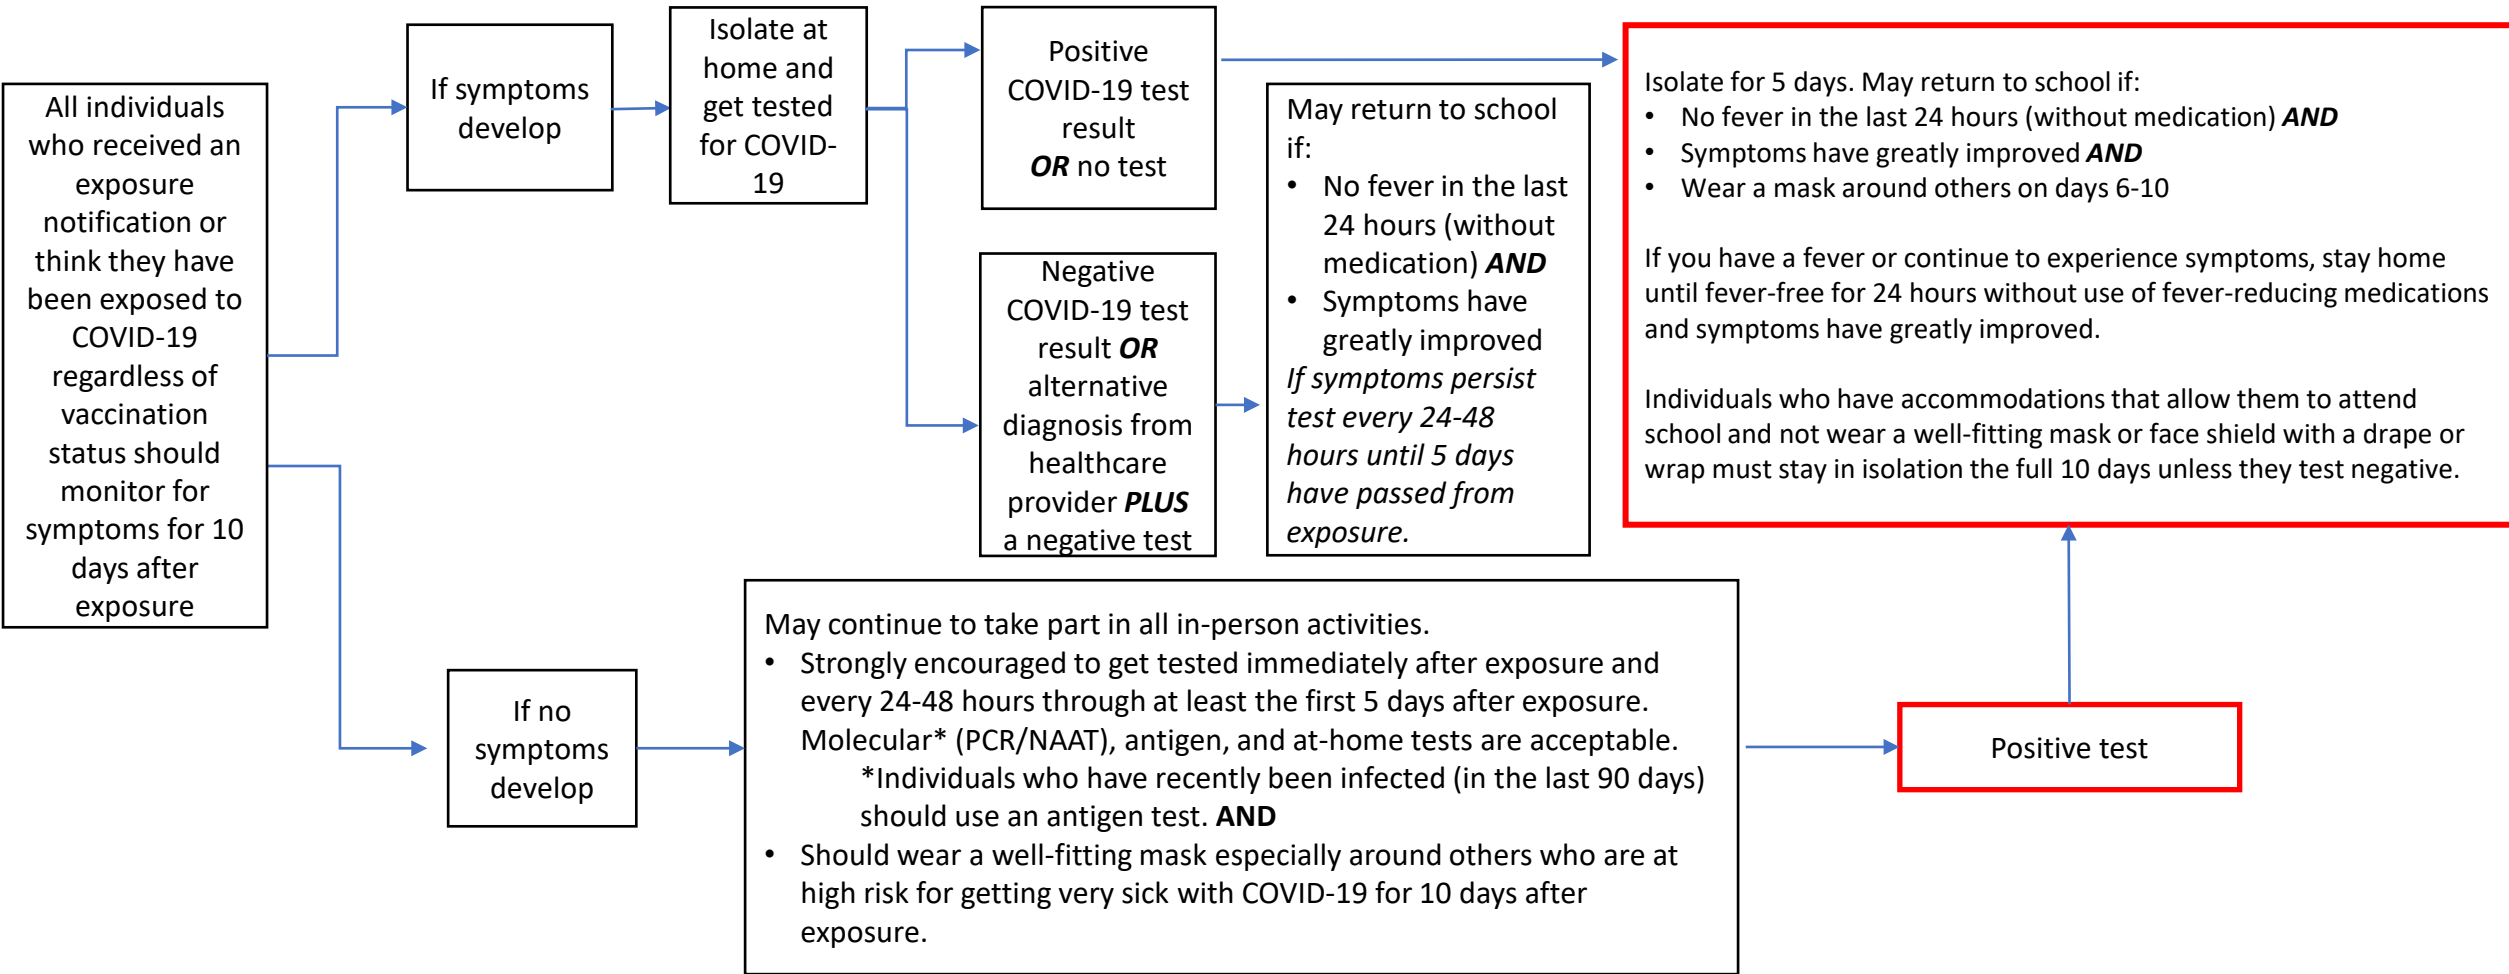 All individuals
who received an
exposure
notification or
think they have
been exposed to
COVID-19
regardless of
vaccination
status should
monitor for
symptoms for 10
days after
exposure
If symptoms
develop
Isolate at
home and
get tested
for COVID-
19
Positive
COVID-19 test
result
OR no test
Negative
COVID-19 test
result OR
alternative
diagnosis from
healthcare
provider PLUS
a negative test
May return to school
if:
• No fever in the last
24 hours (without
medication) AND
• Symptoms have
greatly improved
If symptoms persist
test every 24-48
hours until 5 days
have passed from
exposure.
Isolate for 5 days. May return to school if:
• No fever in the last 24 hours (without medication) AND
• Symptoms have greatly improved AND
• Wear a mask around others on days 6-10
If you have a fever or continue to experience symptoms, stay home
until fever-free for 24 hours without use of fever-reducing medications
and symptoms have greatly improved.
Individuals who have accommodations that allow them to attend
school and not wear a well-fitting mask or face shield with a drape or
wrap must stay in isolation the full 10 days unless they test negative.
If no
symptoms
develop
May continue to take part in all in-person activities.
• Strongly encouraged to get tested immediately after exposure and
every 24-48 hours through at least the first 5 days after exposure.
Molecular* (PCR/NAAT), antigen, and at-home tests are acceptable.
*Individuals who have recently been infected (in the last 90 days)
should use an antigen test. AND
• Should wear a well-fitting mask especially around others who are at
high risk for getting very sick with COVID-19 for 10 days after
exposure.
Positive test